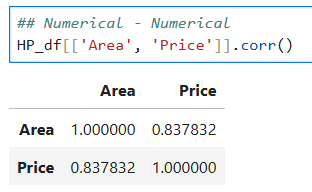 ## Numerical - Numerical
HP_df[['Area', 'Price']].corr()
Area Price
Area 1.000000 0.837832
Price 0.837832 1.000000